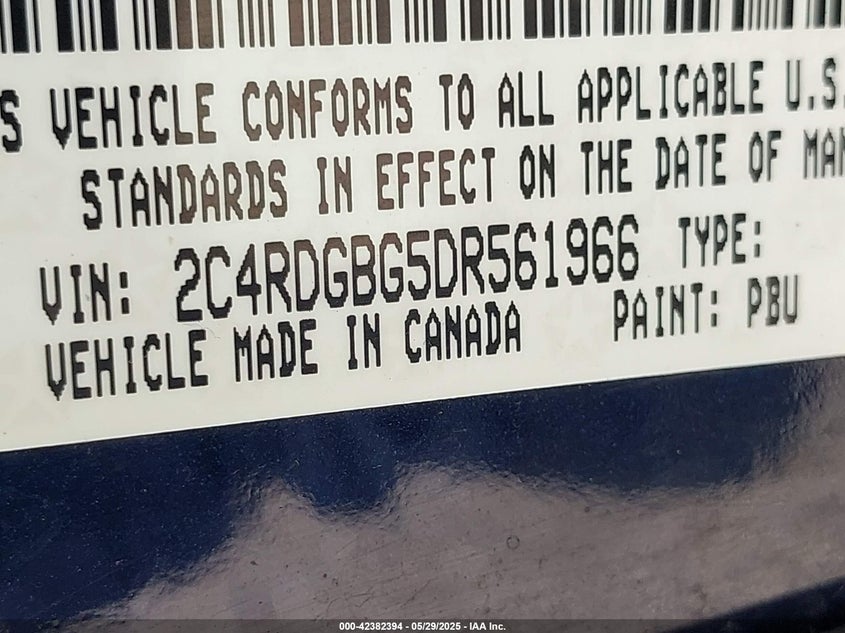 S VEHICLE CONFORMS TO ALL APPLICABLE U.S.
STANDARDS IN EFFECT ON THE DATE OF MAN
VIN: 2C4RDGBG5DR561966 TYPE:
VEHICLE MADE IN CANADA PAINT: PBU
000-42382394 - 05/29/2025 - IAA Inc.